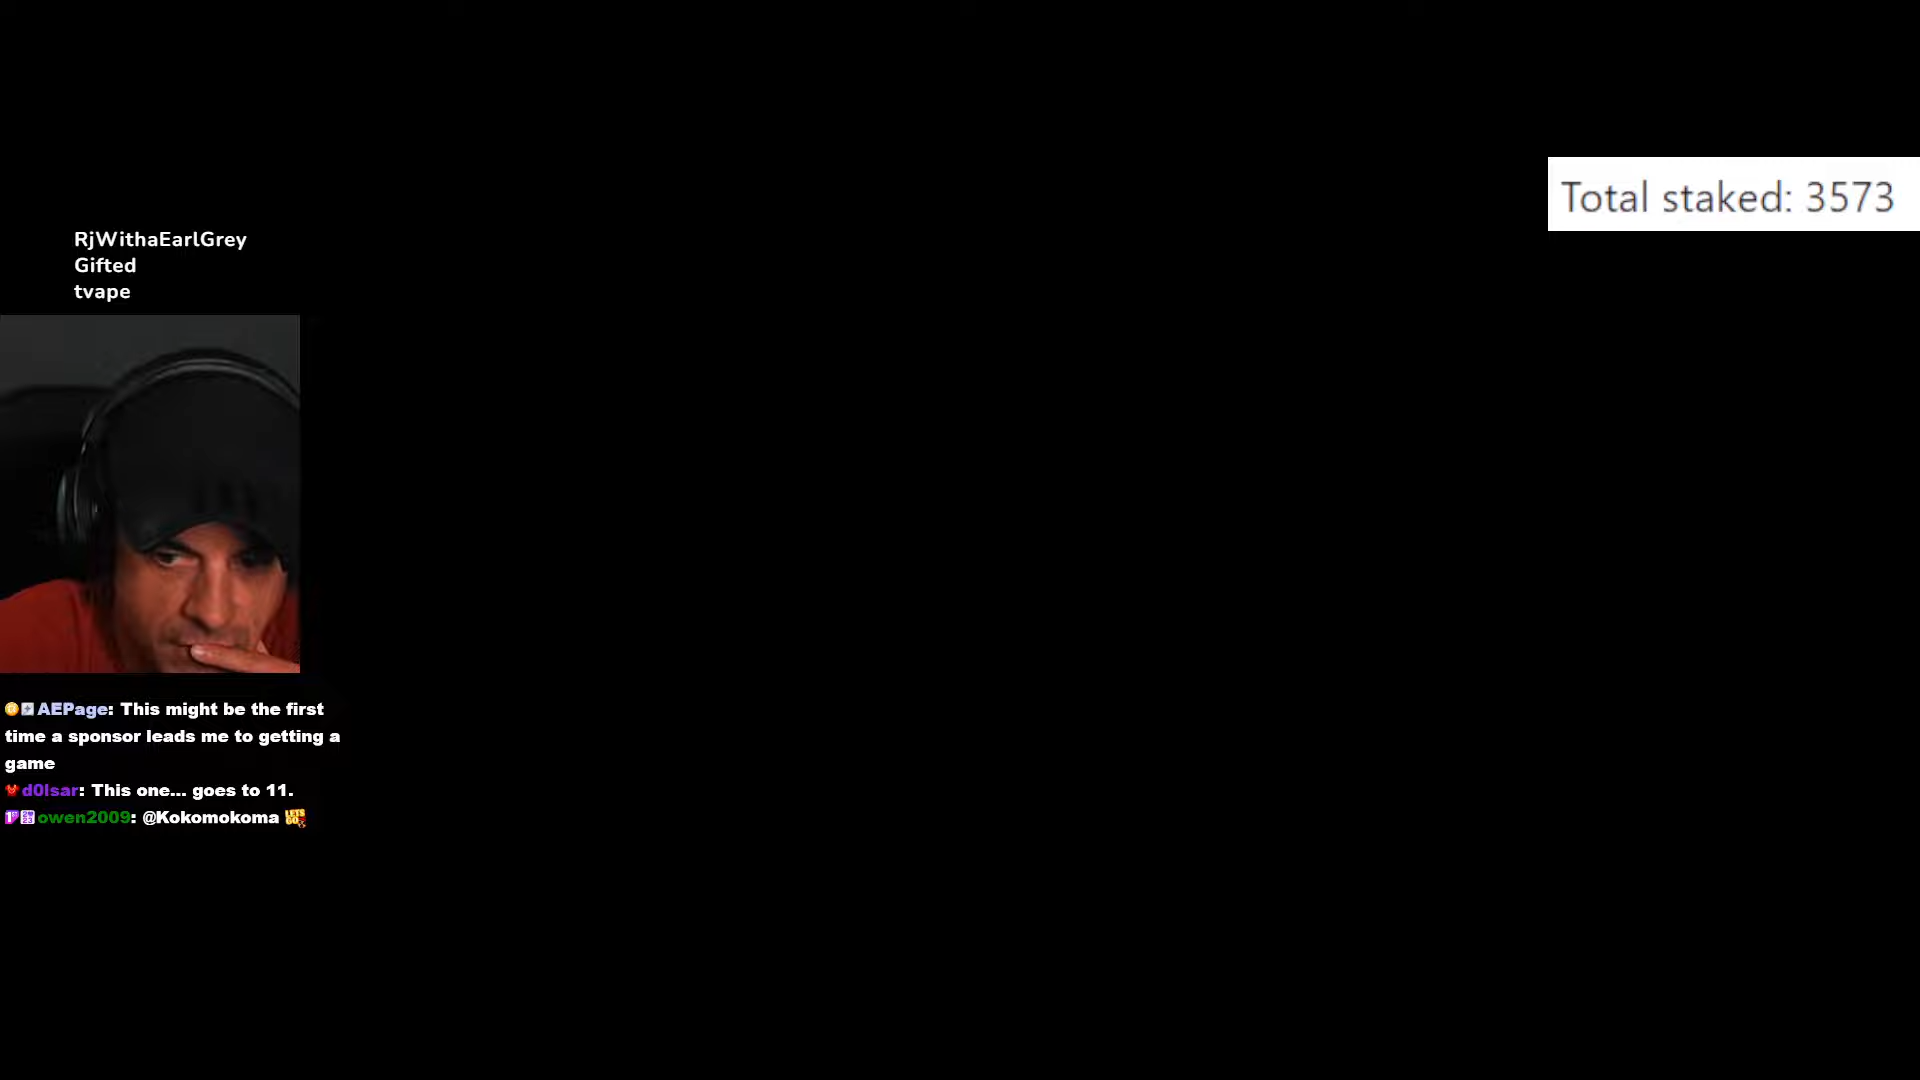 Total staked: 3573
RjWithaEarlGrey
Gifted
tvape
AEPage: This might be the first
time a sponsor leads me to getting a
game
d0lsar: This one... goes to 11.
owen2009: @Kokomokoma